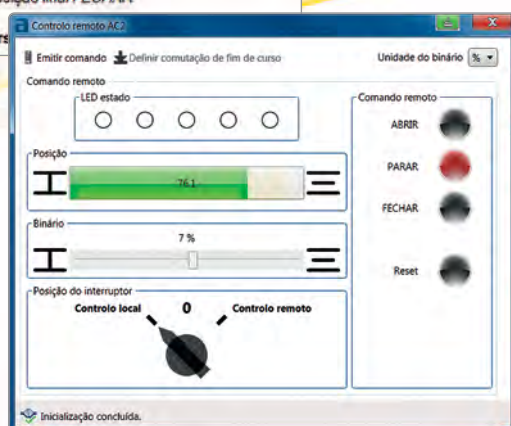 FECHAR
Controlo remoto AC2
Emitir comando Definir comutação de fim de curso Unidade do binário %
Comando remoto
LED estado
Posição
76.1
Binário
7 %
Posição do interruptor
Controlo local 0 Controlo remoto
Comando remoto
ABRIR
PARAR
FECHAR
Reset
Inicialização concluída.